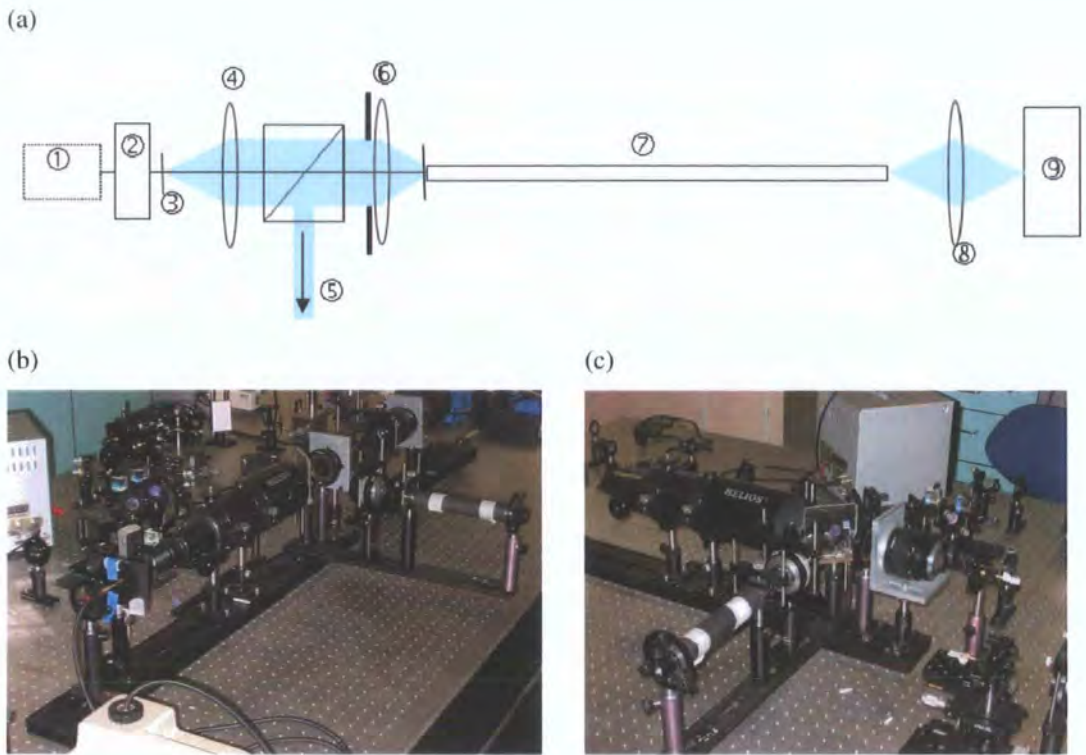 (a)
④
⑥
①
②
⑦
⑨
③
⑧
⑤
(b)
(c)
HELIOS